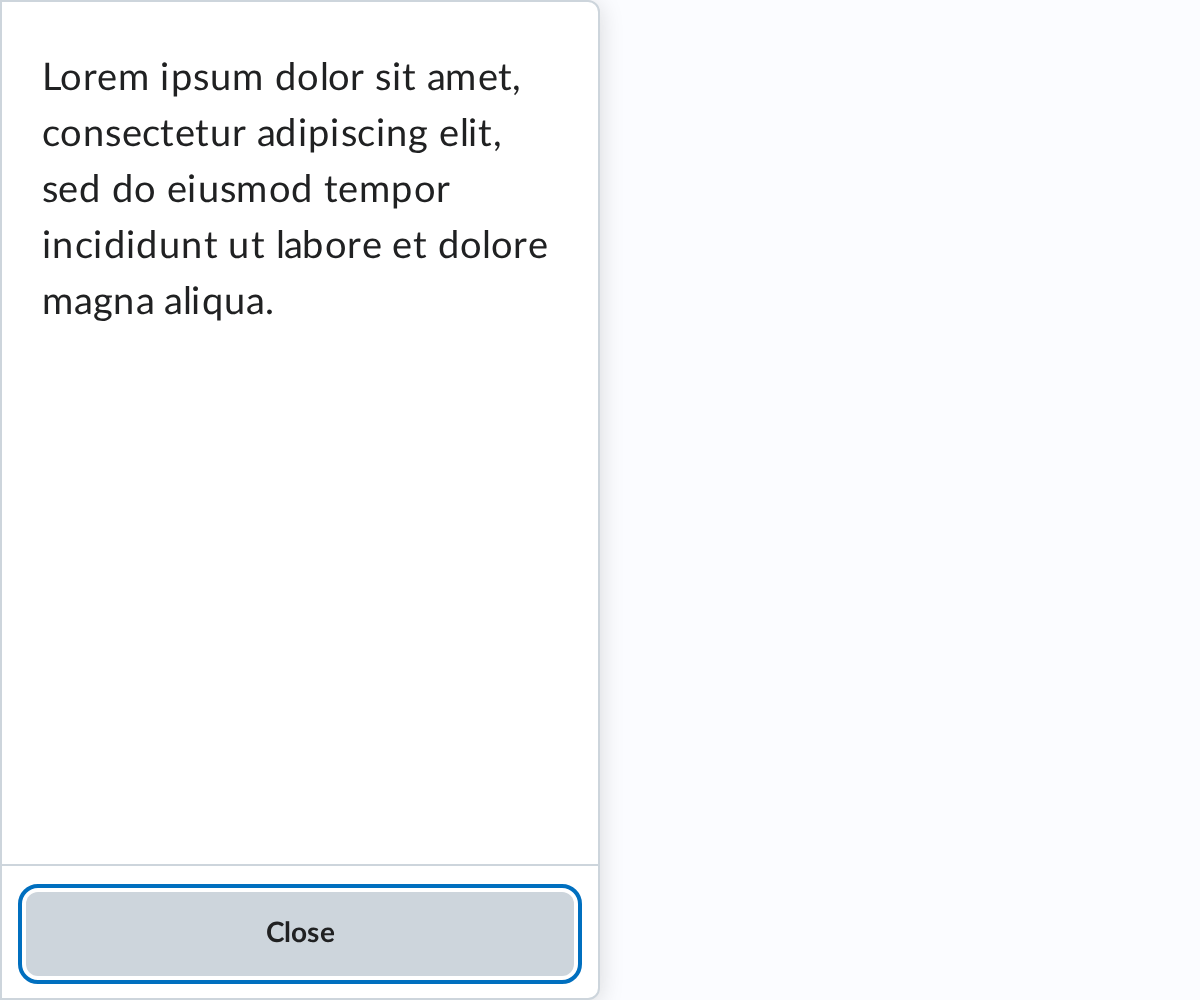 Lorem ipsum dolor sit amet,
consectetur adipiscing elit,
sed do eiusmod tempor
incididunt ut labore et dolore
magna aliqua.
Close